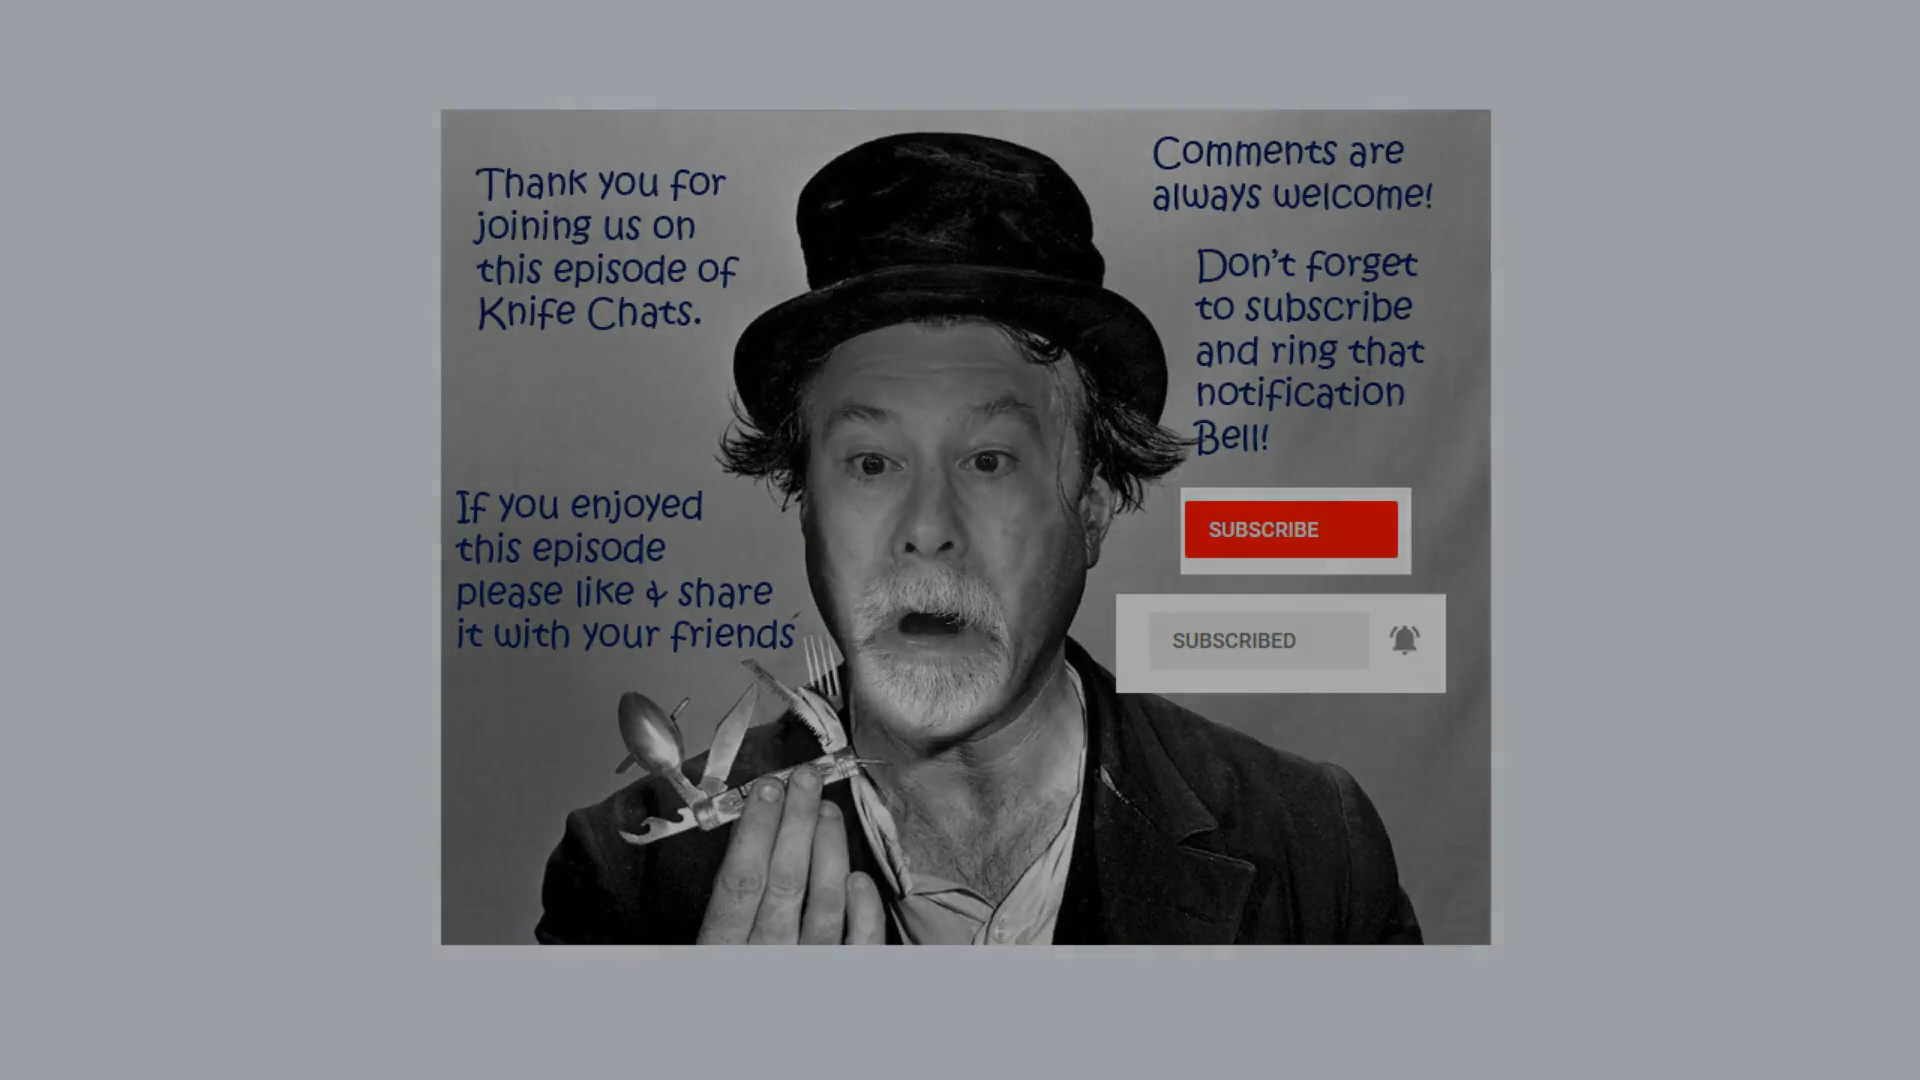 Thank you for
joining us on
this episode of
Knife Chats.
If you enjoyed
this episode
please like & share
it with your friends
Comments are
always welcome!
Don't forget
to subscribe
and ring that
notification
Bell!
SUBSCRIBE
SUBSCRIBED